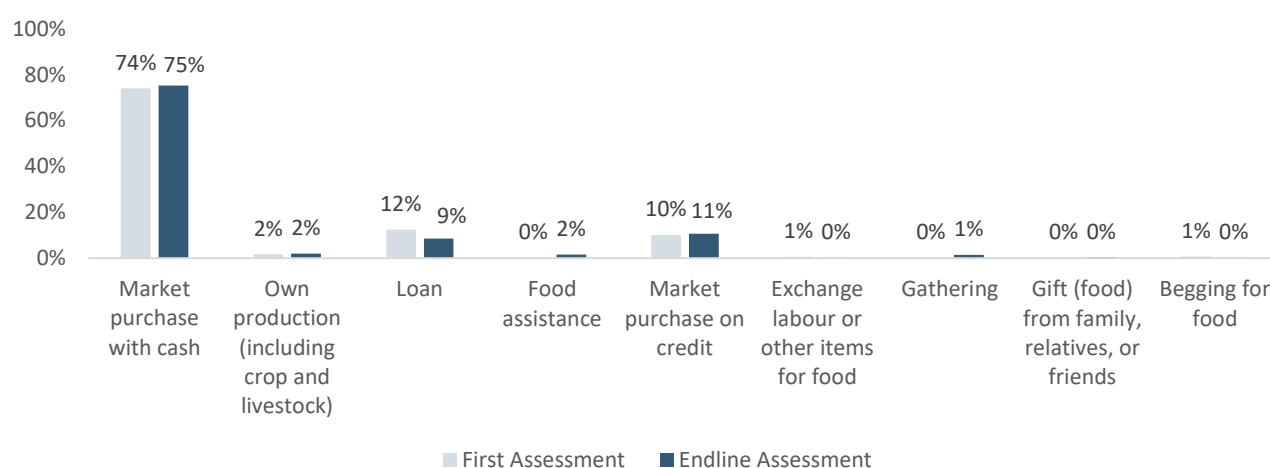 100%
80%
60%
40%
20%
0%
74% 75%
2% 2%
12% 9%
0% 2%
10% 11%
1% 0%
0% 1%
0% 0%
1% 0%
Market
purchase
with cash
Own
production
(including
crop and
livestock)
Loan
Food
assistance
Market
purchase on
credit
Exchange
labour or
other items
for food
Gathering
Gift (food)
from family,
relatives, or
friends
Begging for
food
First Assessment
Endline Assessment